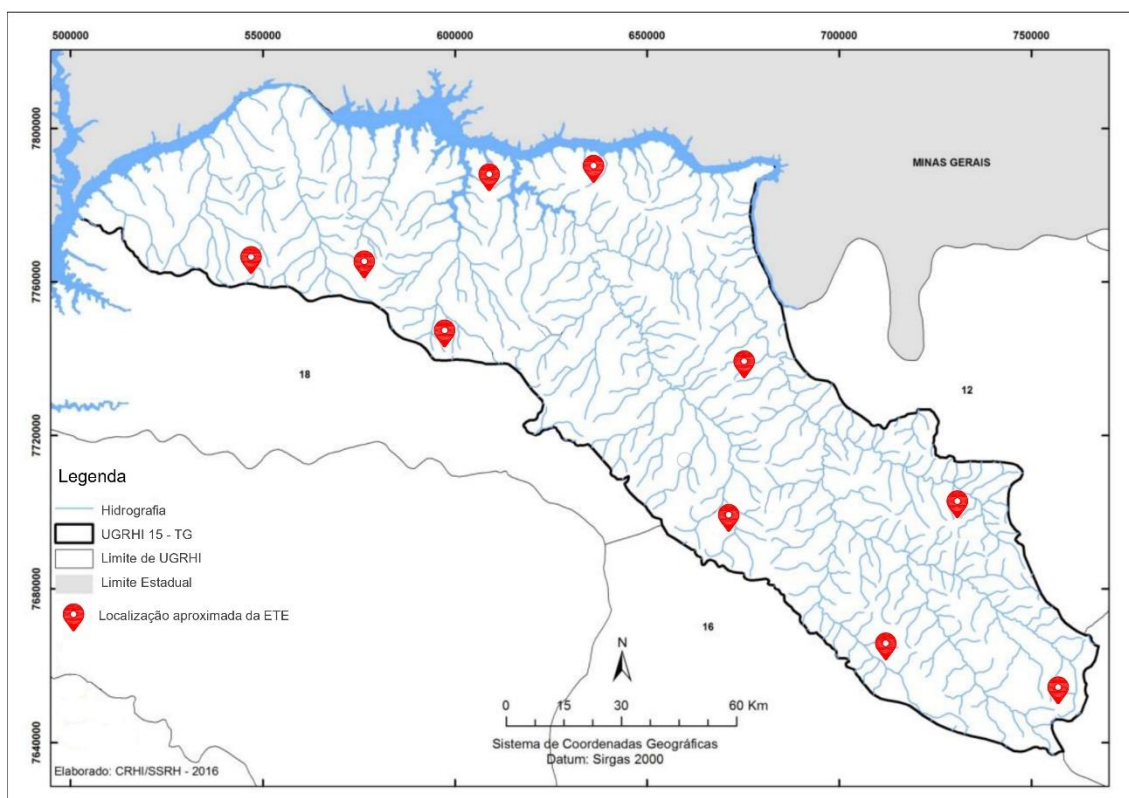 500000
550000
600000
650000
700000
750000
7800000
7760000
7720000
7680000
7640000
MINAS GERAIS
18
12
16
Legenda
Hidrografia
UGRHI 15 - TG
Limite de UGRHI
Limite Estadual
Localização aproximada da ETE
N
0 15 30 60 Km
Sistema de Coordenadas Geográficas
Datum: Sirgas 2000
Elaborado: CRHI/SSRH - 2016